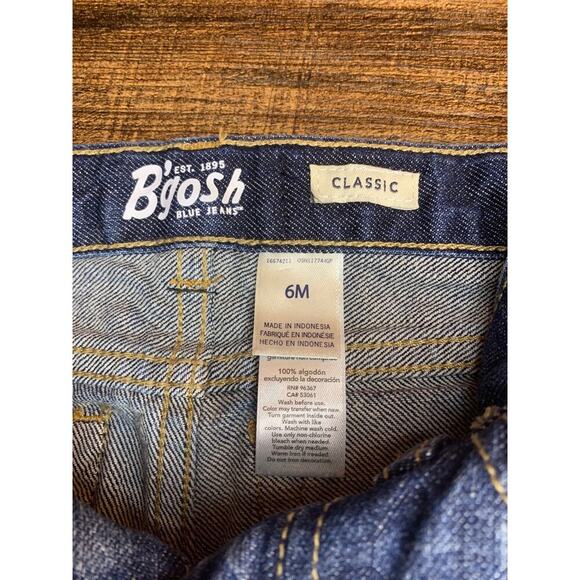 EST. 1895
B'gosh
BLUE JEANS
CLASSIC
6M
MADE IN INDONESIA
FABRIQUÉ EN INDONÉSIE
HECHO EN INDONESIA
100% algodón
excluyendo la decoración
RN# 96367
CA# 53061
Wash before use.
Color may transfer when new.
Turn garment inside out.
Wash with like
colors. Machine wash cold.
Use only non-chlorine
bleach when needed.
Tumble dry medium.
Warm iron if needed.
Do not iron decoration.